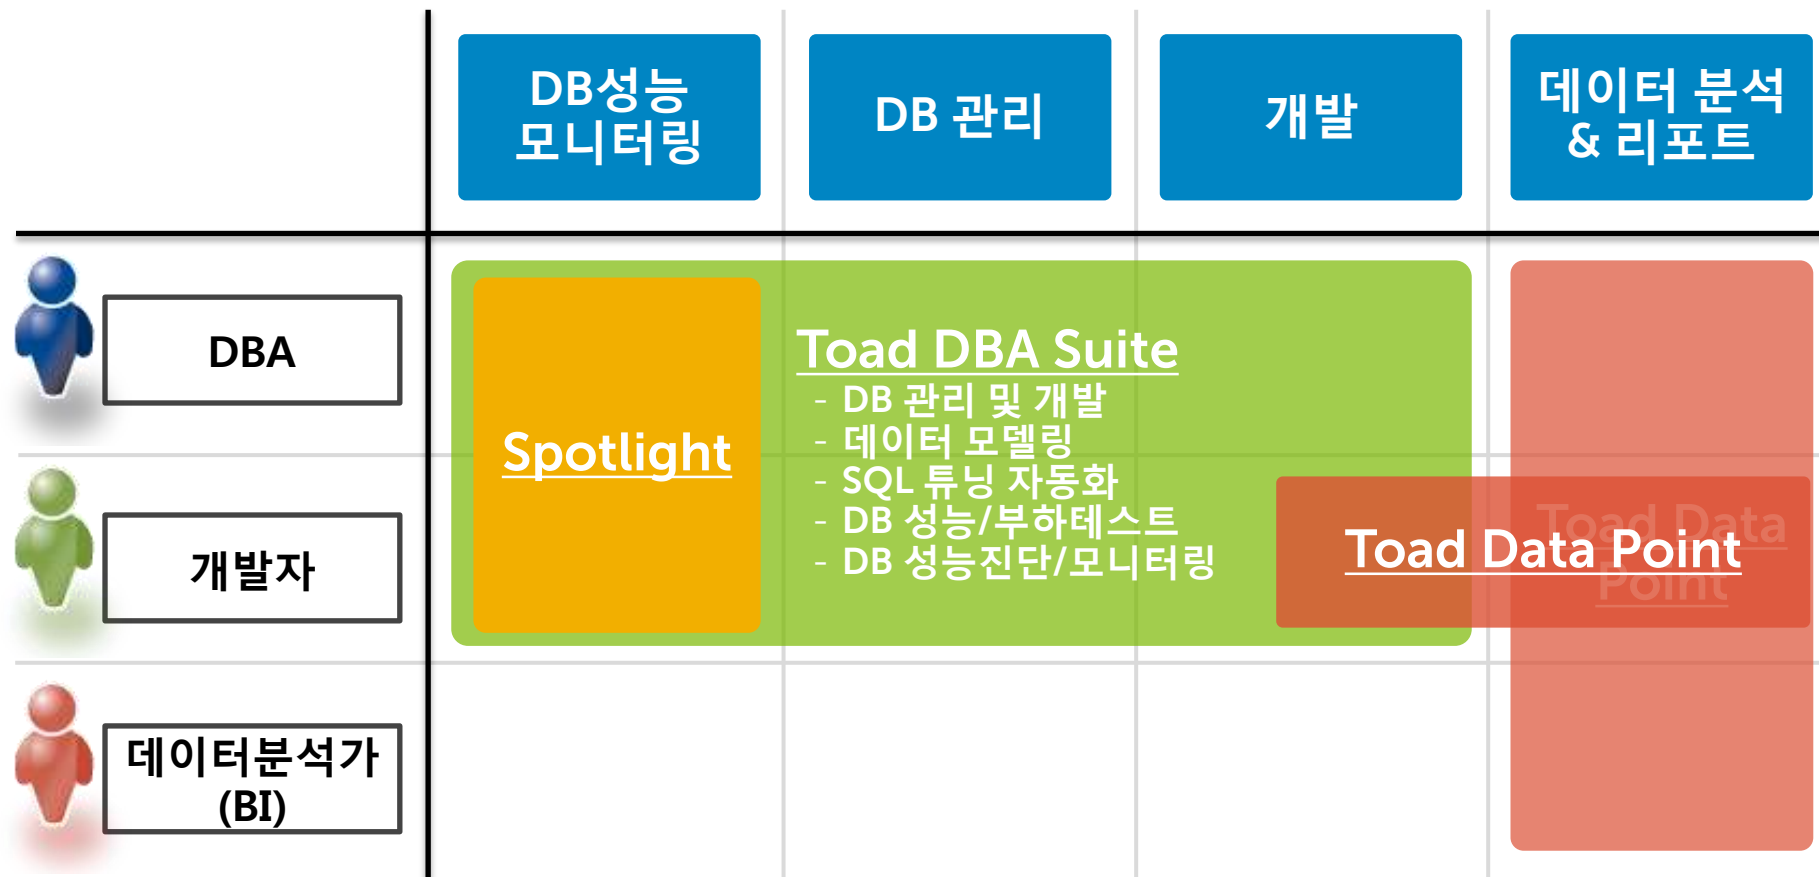 DB성능
모니터링
DB 관리
개발
데이터 분석
& 리포트
DBA
Spotlight
Toad DBA Suite
- DB 관리 및 개발
- 데이터 모델링
- SQL 튜닝 자동화
- DB 성능/부하테스트
- DB 성능진단/모니터링
개발자
Toad Data Point
Toad Data
Point
데이터분석가
(BI)